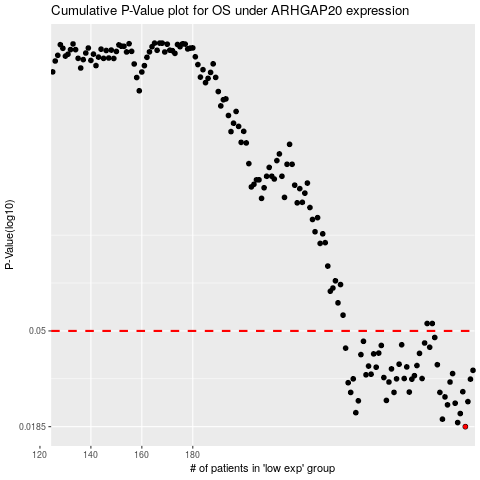 Cumulative P-Value plot for OS under ARHGAP20 expression
P-Value(log10)
0.05
0.0185
120 140 160 180
# of patients in 'low exp' group